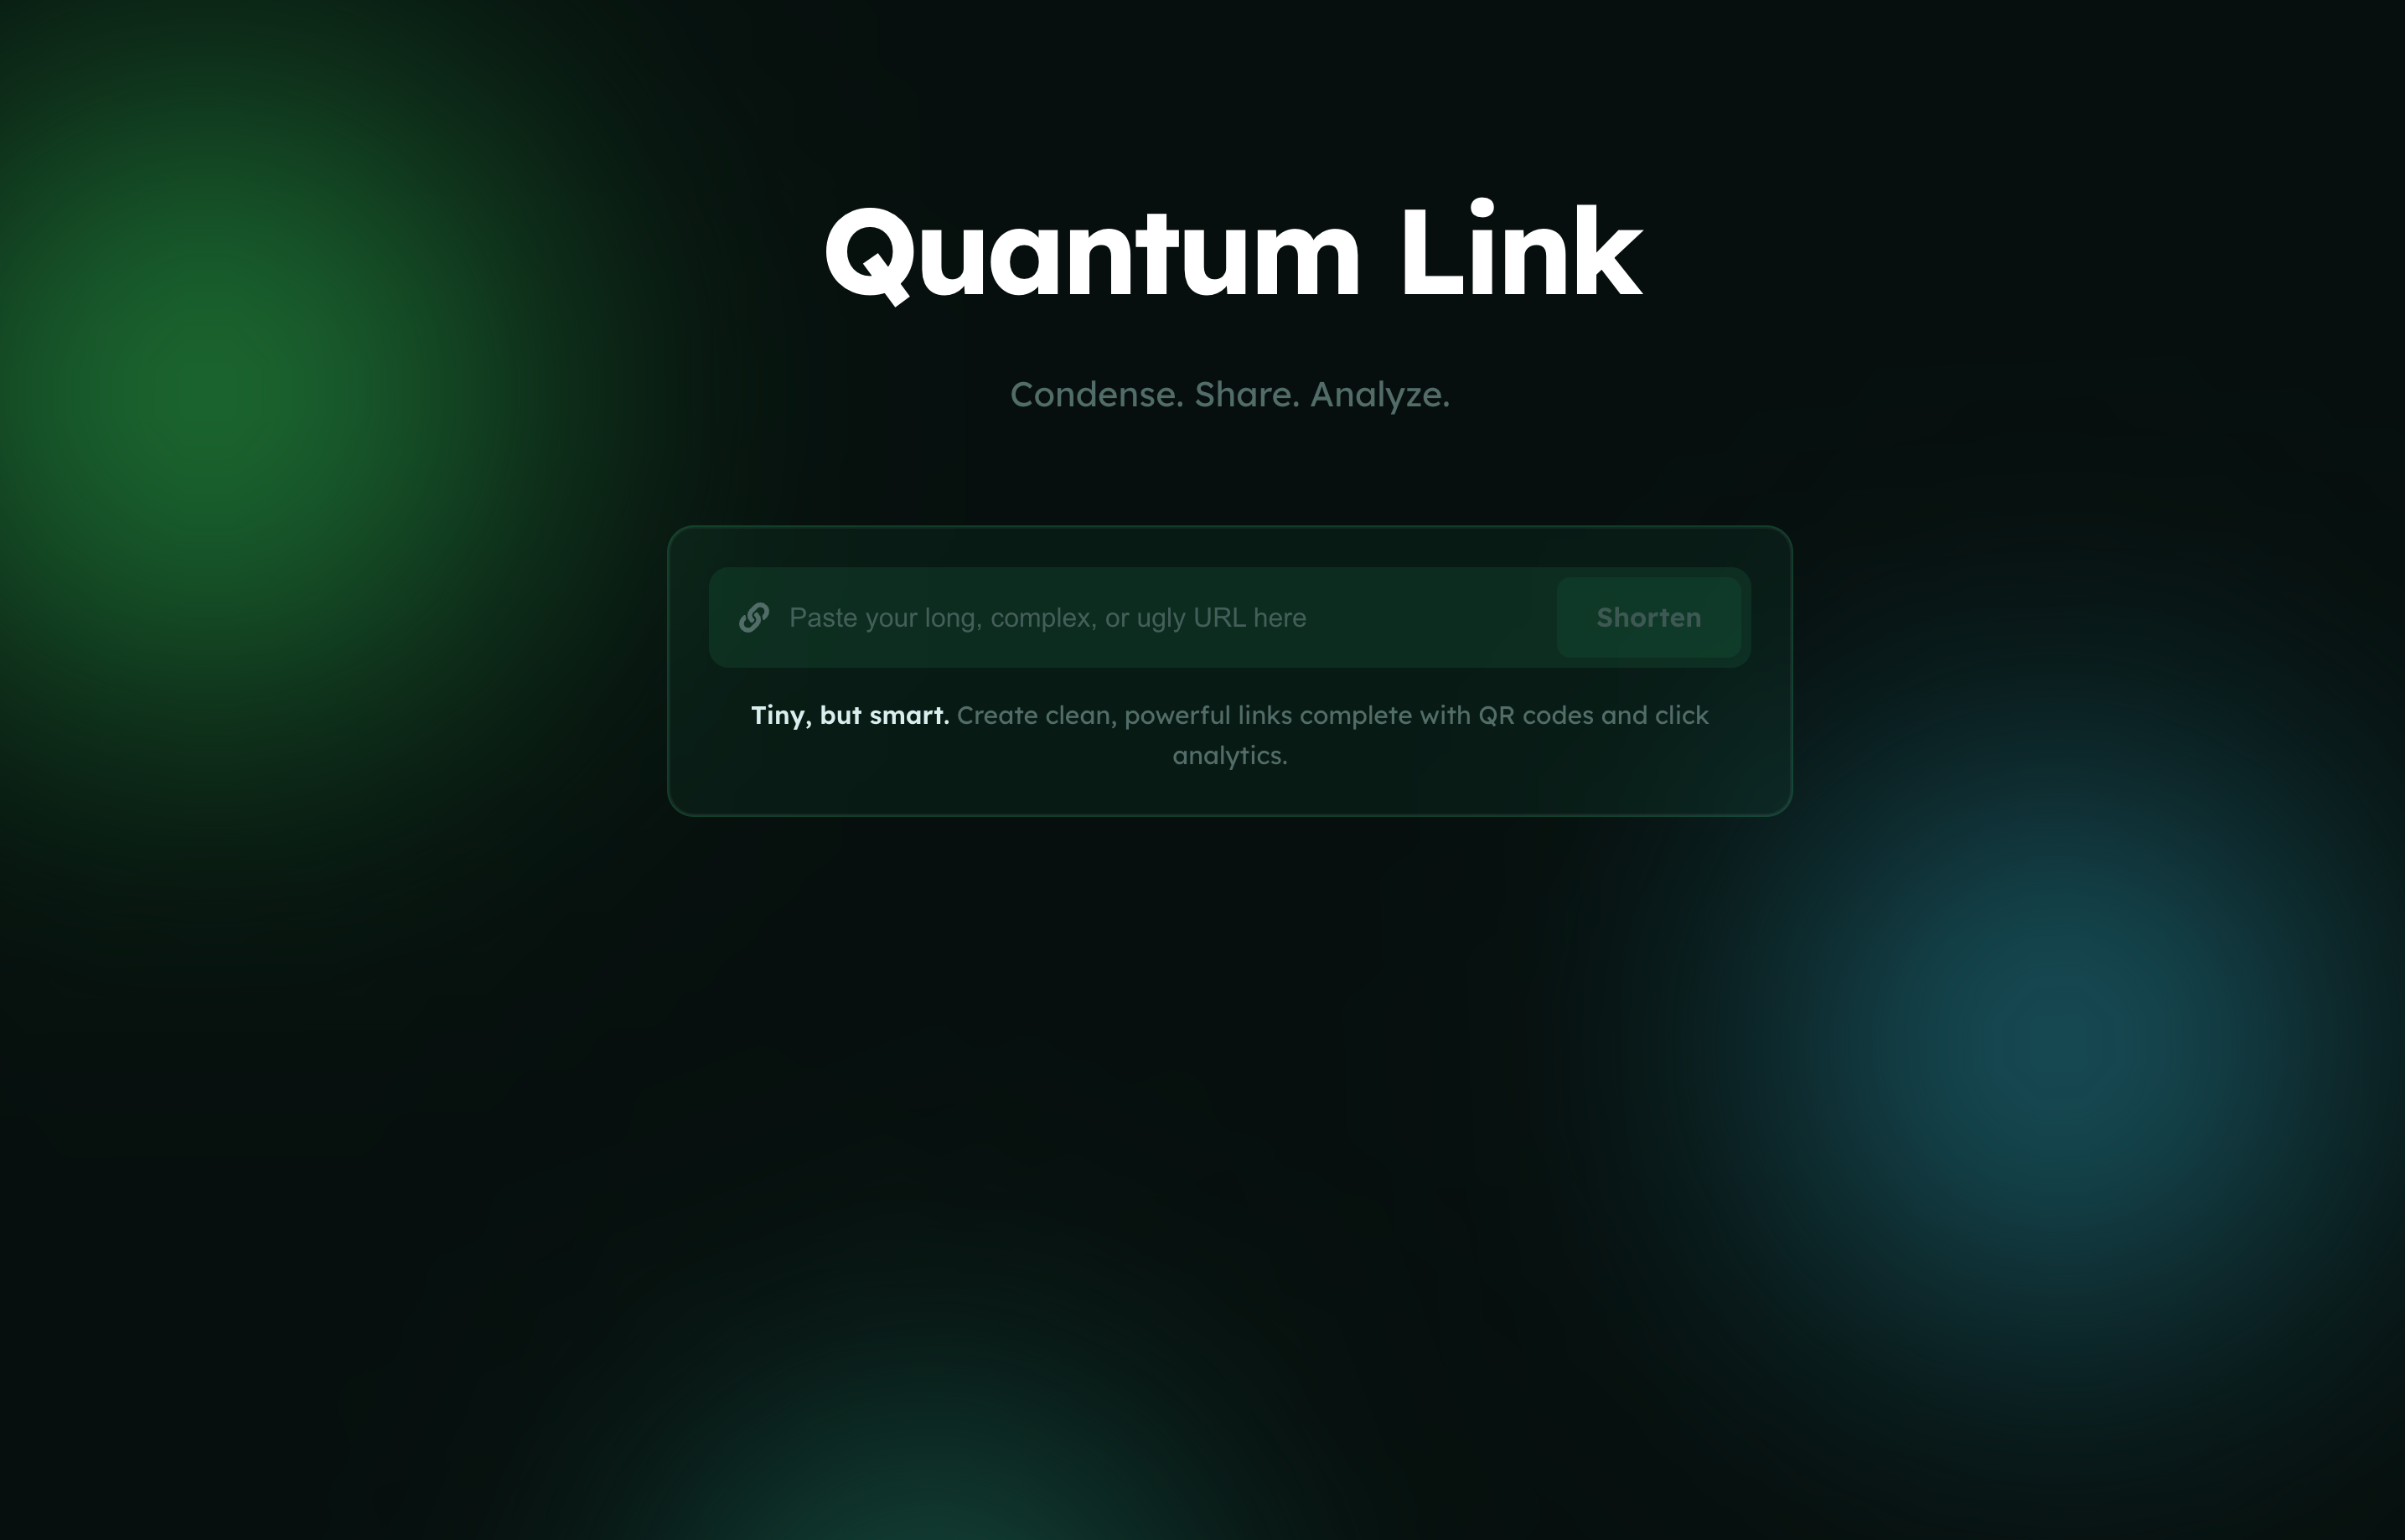 Quantum Link
Condense. Share. Analyze.
Paste your long, complex, or ugly URL here
Shorten
Tiny, but smart. Create clean, powerful links complete with QR codes and click
analytics.